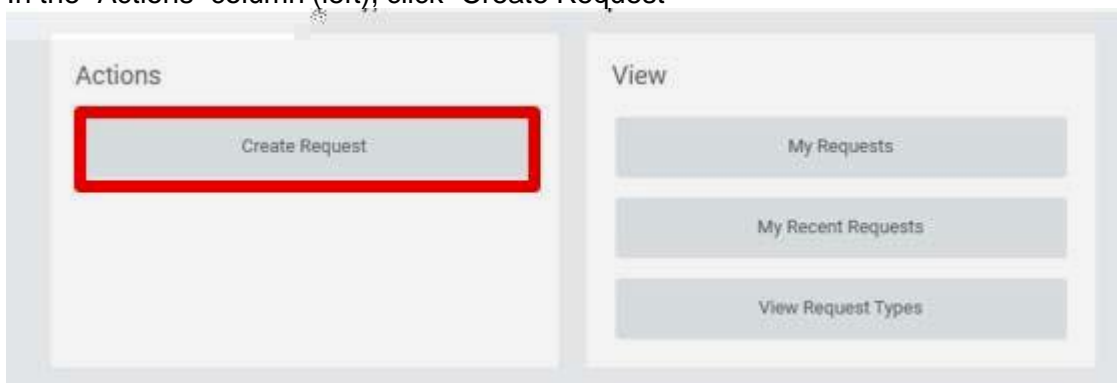 In the "Actions" column (left), click "Create Request"
Actions
View
Create Request
My Requests
My Recent Requests
View Request Types